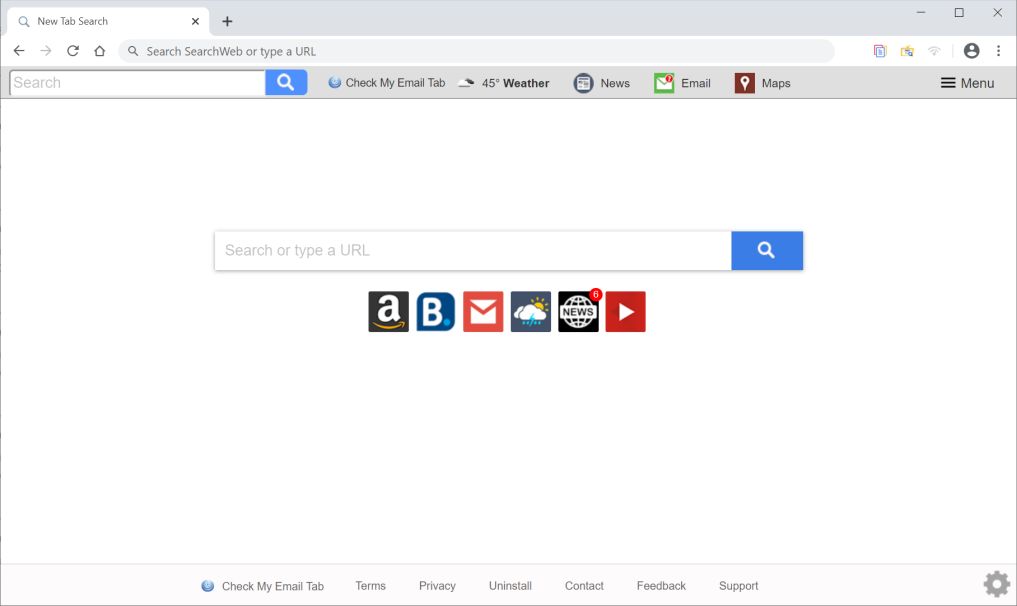 New Tab Search
Search SearchWeb or type a URL
Search Check My Email Tab 45° Weather News ? Email Maps Menu
Search or type a URL
a B. NEWS 6
Check My Email Tab Terms Privacy Uninstall Contact Feedback Support